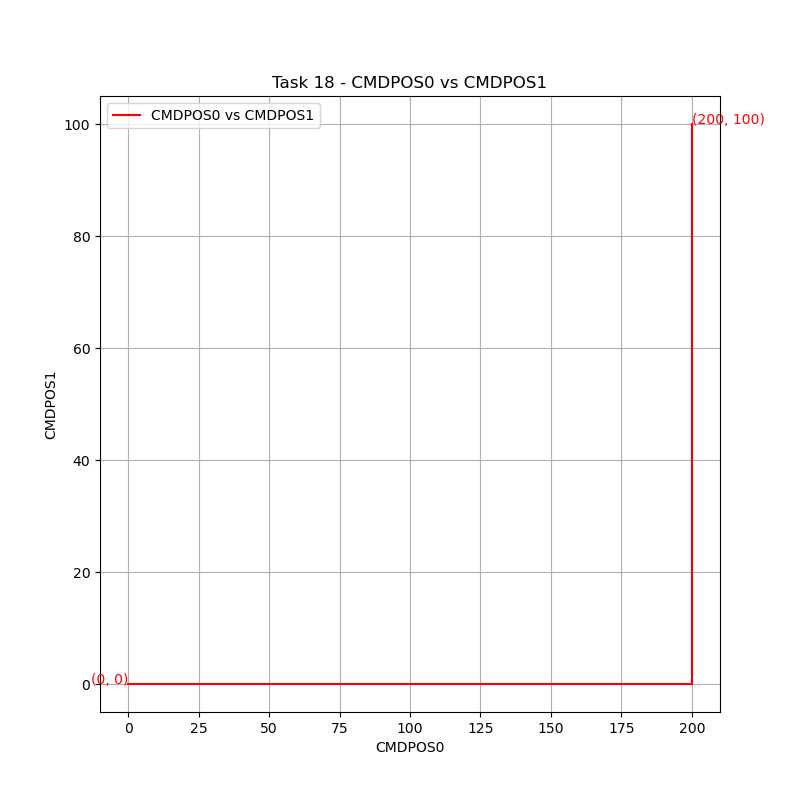 Task 18 - CMDPOS0 vs CMDPOS1
CMDPOS0 vs CMDPOS1
(200, 100)
100
80
60
40
20
0
CMDPOS1
(0, 0)
0 25 50 75 100 125 150 175 200
CMDPOS0